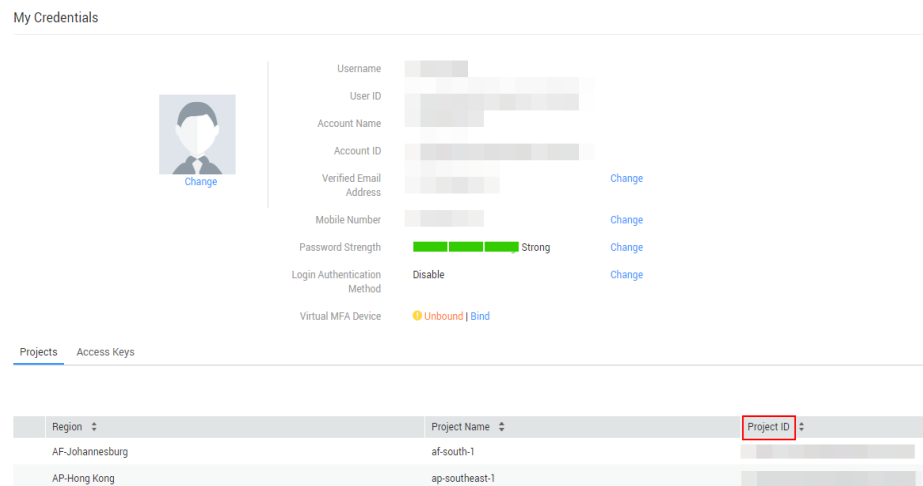 My Credentials
Username
User ID
Account Name
Account ID
Change
Verified Email
Address
Change
Mobile Number
Change
Password Strength
Strong
Change
Login Authentication
Method
Disable
Change
Virtual MFA Device
Unbound | Bind
Projects Access Keys
Region Project Name Project ID
AF-Johannesburg af-south-1
AP-Hong Kong ap-southeast-1